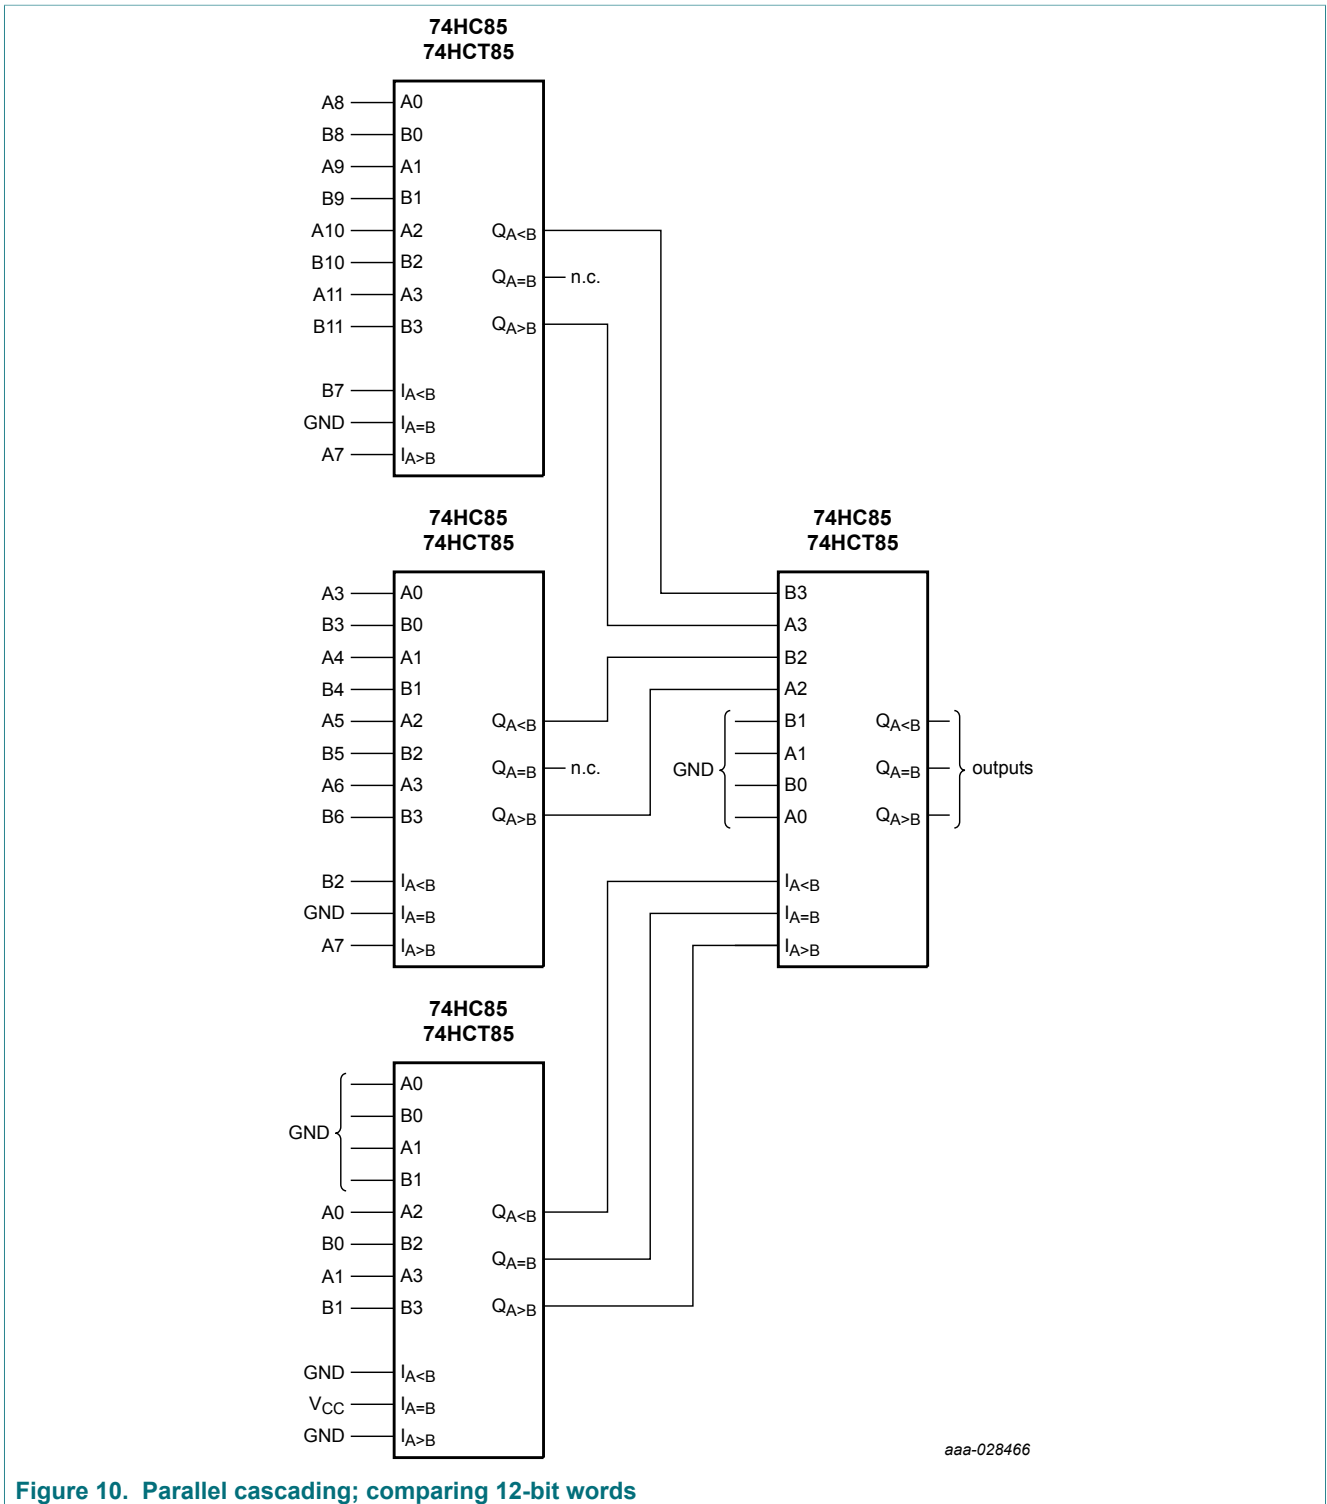 74HC85
74HCT85
A8 A0
B8 B0
A9 A1
B9 B1
A10 A2 QA<B
B10 B2
QA=B n.c.
A11 A3
B11 B3 QA>B
B7 IA<B
GND IA=B
A7 IA>B
74HC85
74HCT85
74HC85
74HCT85
A3 A0 B3
B3 B0 A3
A4 A1 B2
B4 B1 A2
A5 A2 QA<B B1 QA<B
B5 B2 A1
QA=B n.c. GND QA=B outputs
A6 A3 B0
B6 B3 QA>B A0 QA>B
B2 IA<B IA<B
GND IA=B IA=B
A7 IA>B IA>B
74HC85
74HCT85
A0
B0
GND
A1
B1
A0 A2 QA<B
B0 B2
QA=B
A1 A3
B1 B3 QA>B
GND IA<B
VCC IA=B
GND IA>B
aaa-028466
Figure 10. Parallel cascading; comparing 12-bit words